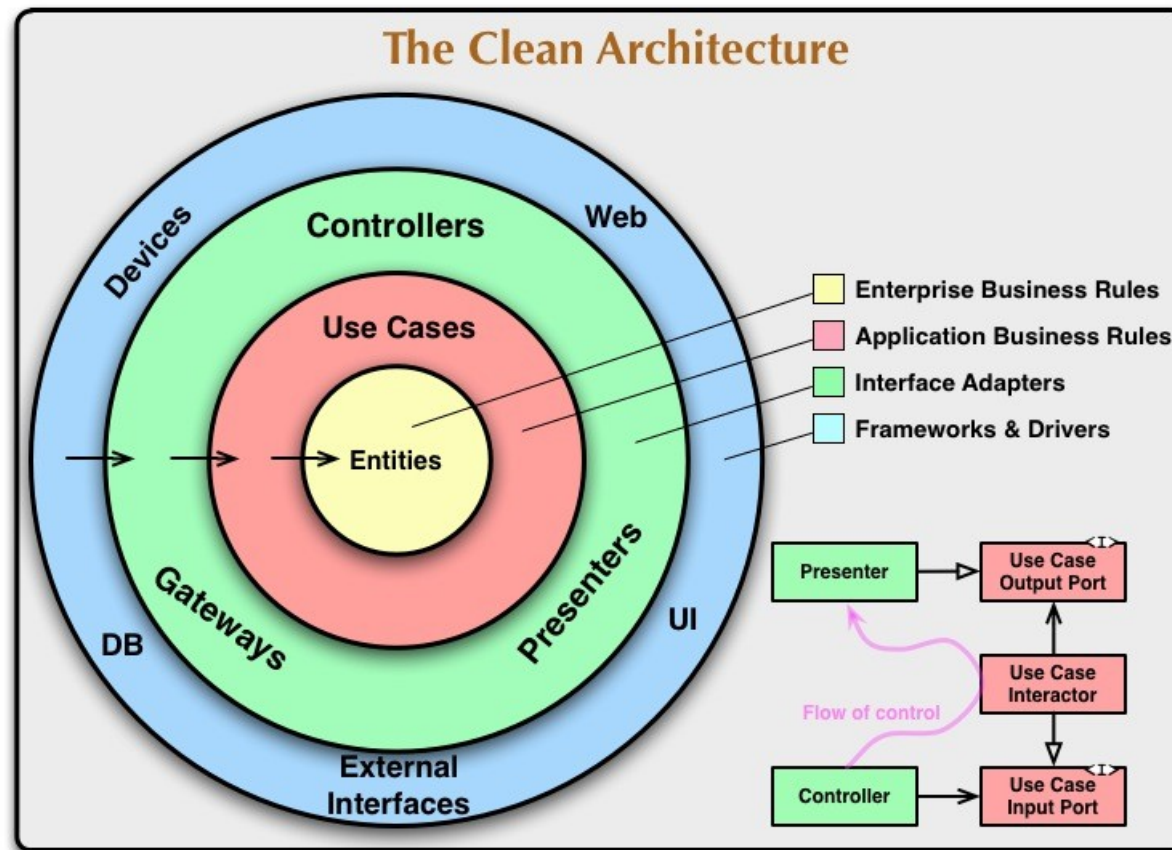 The Clean Architecture
Devices
Web
Controllers
Use Cases
Entities
Gateways
Presenters
DB
UI
External
Interfaces
Enterprise Business Rules
Application Business Rules
Interface Adapters
Frameworks & Drivers
Presenter
<I>
Use Case
Output Port
Use Case
Interactor
Flow of control
Controller
<I>
Use Case
Input Port